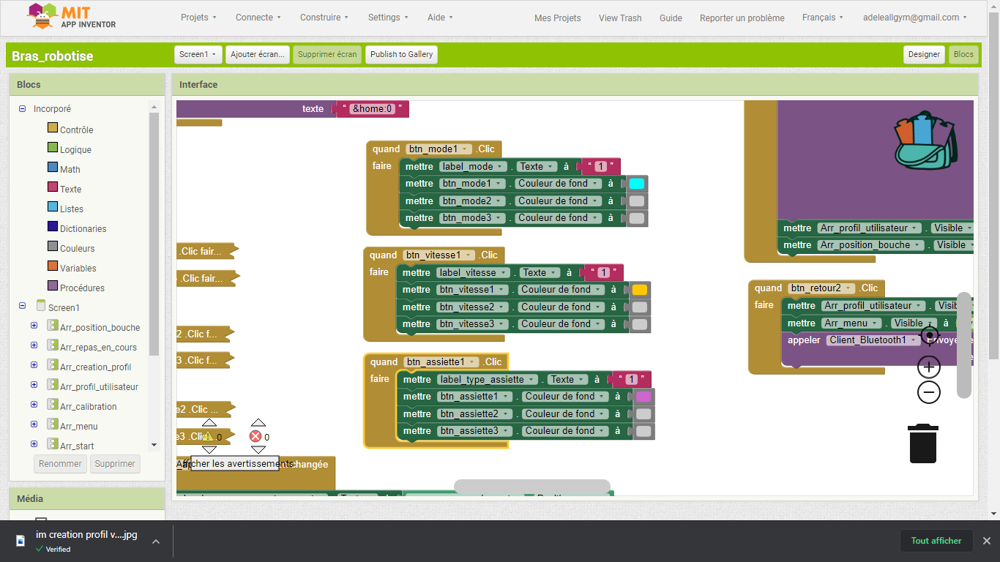 MIT
APP INVENTOR
Projets
Connecte
Construire
Settings
Aide
Mes Projets
View Trash
Guide
Reporter un problème
Français
adeleallgym@gmail.com
Bras_robotise
Screen1
Ajouter écran...
Supprimer écran
Publish to Gallery
Designer
Blocs
Blocs
Incorporé
Contrôle
Logique
Math
Texte
Listes
Dictionaries
Couleurs
Variables
Procédures
Screen1
Arr_position_bouche
Arr_repas_en_cours
Arr_creation_profil
Arr_profil_utilisateur
Arr_calibration
Arr_menu
Arr_start
Renommer
Supprimer
Média
Interface
texte " &home:0 "
quand btn_mode1 .Clic
faire mettre label_mode . Texte à " 1 "
mettre btn_mode1 . Couleur de fond à
mettre btn_mode2 . Couleur de fond à
mettre btn_mode3 . Couleur de fond à
.Clic fair...
.Clic fair...
2 .Clic f...
3 .Clic f...
e2 .Clic ...
e3 .Clic
quand btn_vitesse1 .Clic
faire mettre label_vitesse . Texte à " 1 "
mettre btn_vitesse1 . Couleur de fond à
mettre btn_vitesse2 . Couleur de fond à
mettre btn_vitesse3 . Couleur de fond à
quand btn_assiette1 .Clic
faire mettre label_type_assiette . Texte à " 1 "
mettre btn_assiette1 . Couleur de fond à
mettre btn_assiette2 . Couleur de fond à
mettre btn_assiette3 . Couleur de fond à
mettre Arr_profil_utilisateur . Visible
mettre Arr_position_bouche . Visible
quand btn_retour2 .Clic
faire mettre Arr_profil_utilisateur . Visib
mettre Arr_menu . Visible à
appeler Client_Bluetooth1
0
0
Afficher les avertissements
changée
im creation profil v....jpg
Verified
Tout afficher